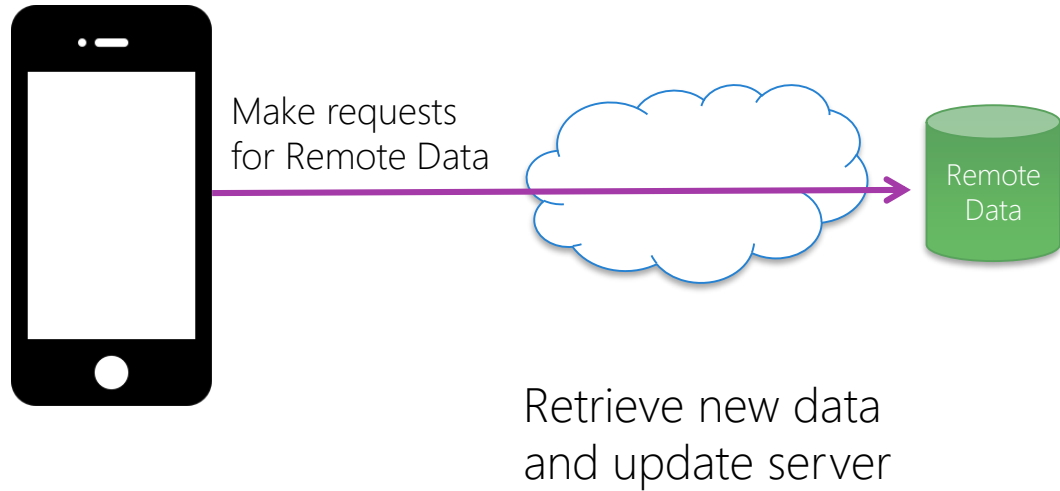 Make requests
for Remote Data
Remote
Data
Retrieve new data
and update server